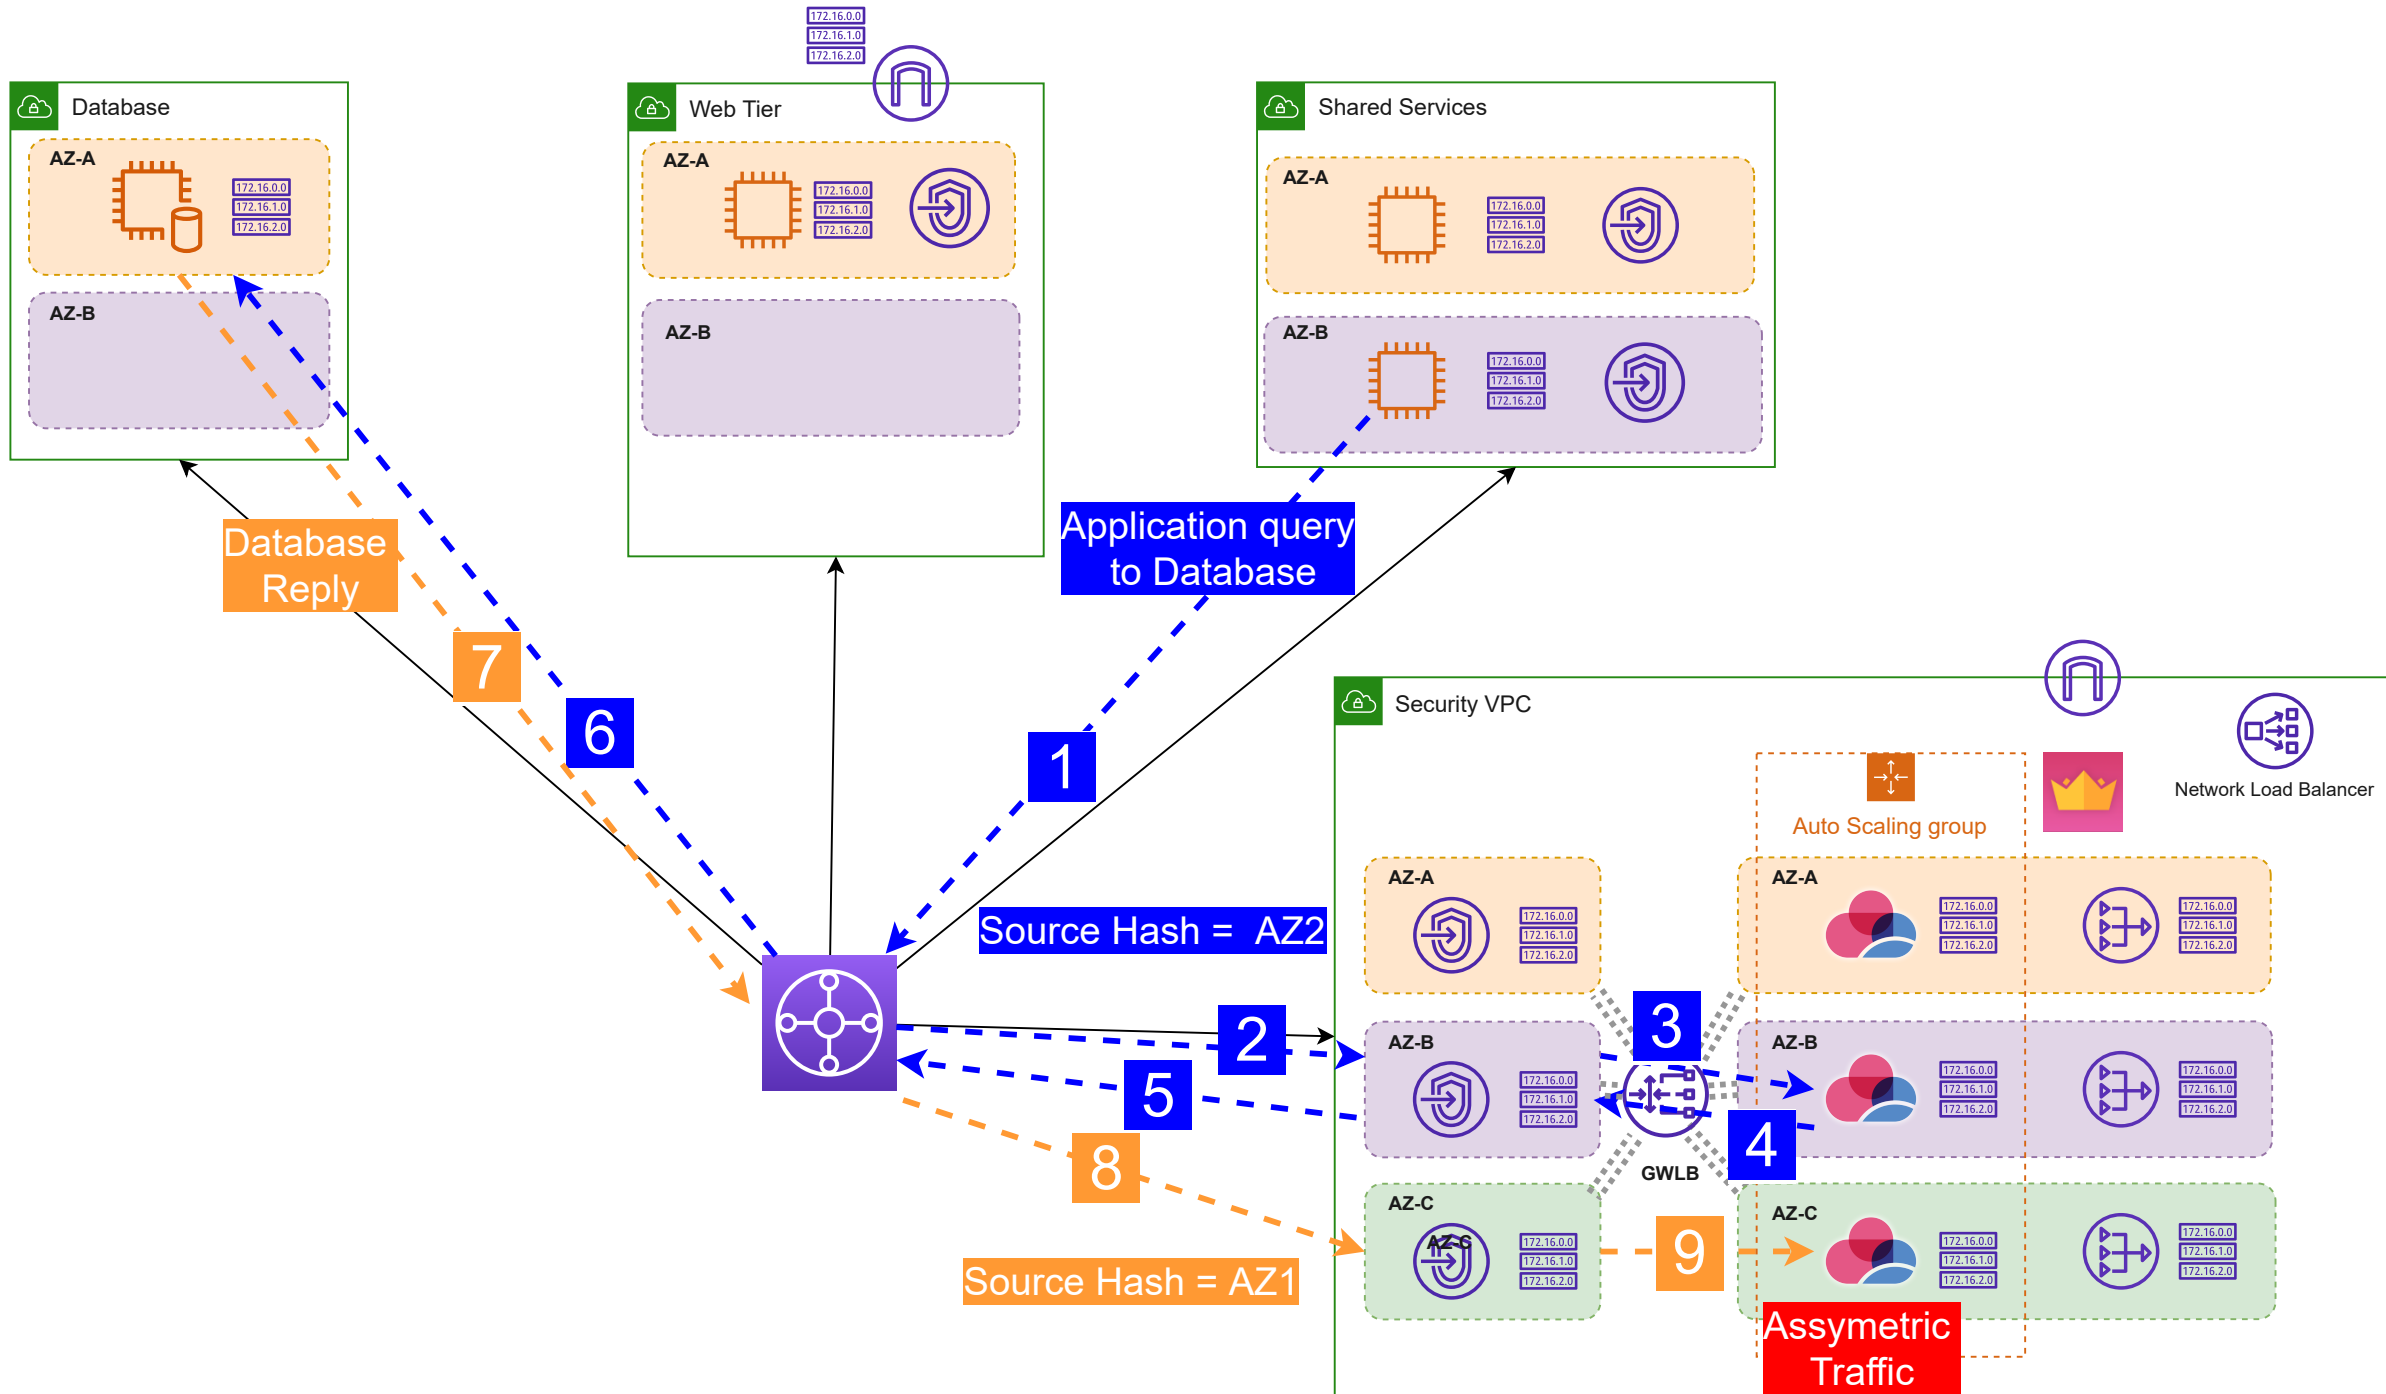 172.16.0.0
172.16.1.0
172.16.2.0
Database
AZ-A
172.16.0.0
172.16.1.0
172.16.2.0
AZ-B
Web Tier
AZ-A
172.16.0.0
172.16.1.0
172.16.2.0
AZ-B
Shared Services
AZ-A
172.16.0.0
172.16.1.0
172.16.2.0
AZ-B
172.16.0.0
172.16.1.0
172.16.2.0
Database
Reply
Application query
to Database
7
6
1
Source Hash =  AZ2
2
5
8
Source Hash = AZ1
Security VPC
Network Load Balancer
Auto Scaling group
AZ-A
172.16.0.0
172.16.1.0
172.16.2.0
AZ-A
172.16.0.0
172.16.1.0
172.16.2.0
172.16.0.0
172.16.1.0
172.16.2.0
3
AZ-B
172.16.0.0
172.16.1.0
172.16.2.0
AZ-B
172.16.0.0
172.16.1.0
172.16.2.0
172.16.0.0
172.16.1.0
172.16.2.0
4
GWLB
AZ-C
AZ-C
172.16.0.0
172.16.1.0
172.16.2.0
9
AZ-C
172.16.0.0
172.16.1.0
172.16.2.0
172.16.0.0
172.16.1.0
172.16.2.0
Assymetric
Traffic